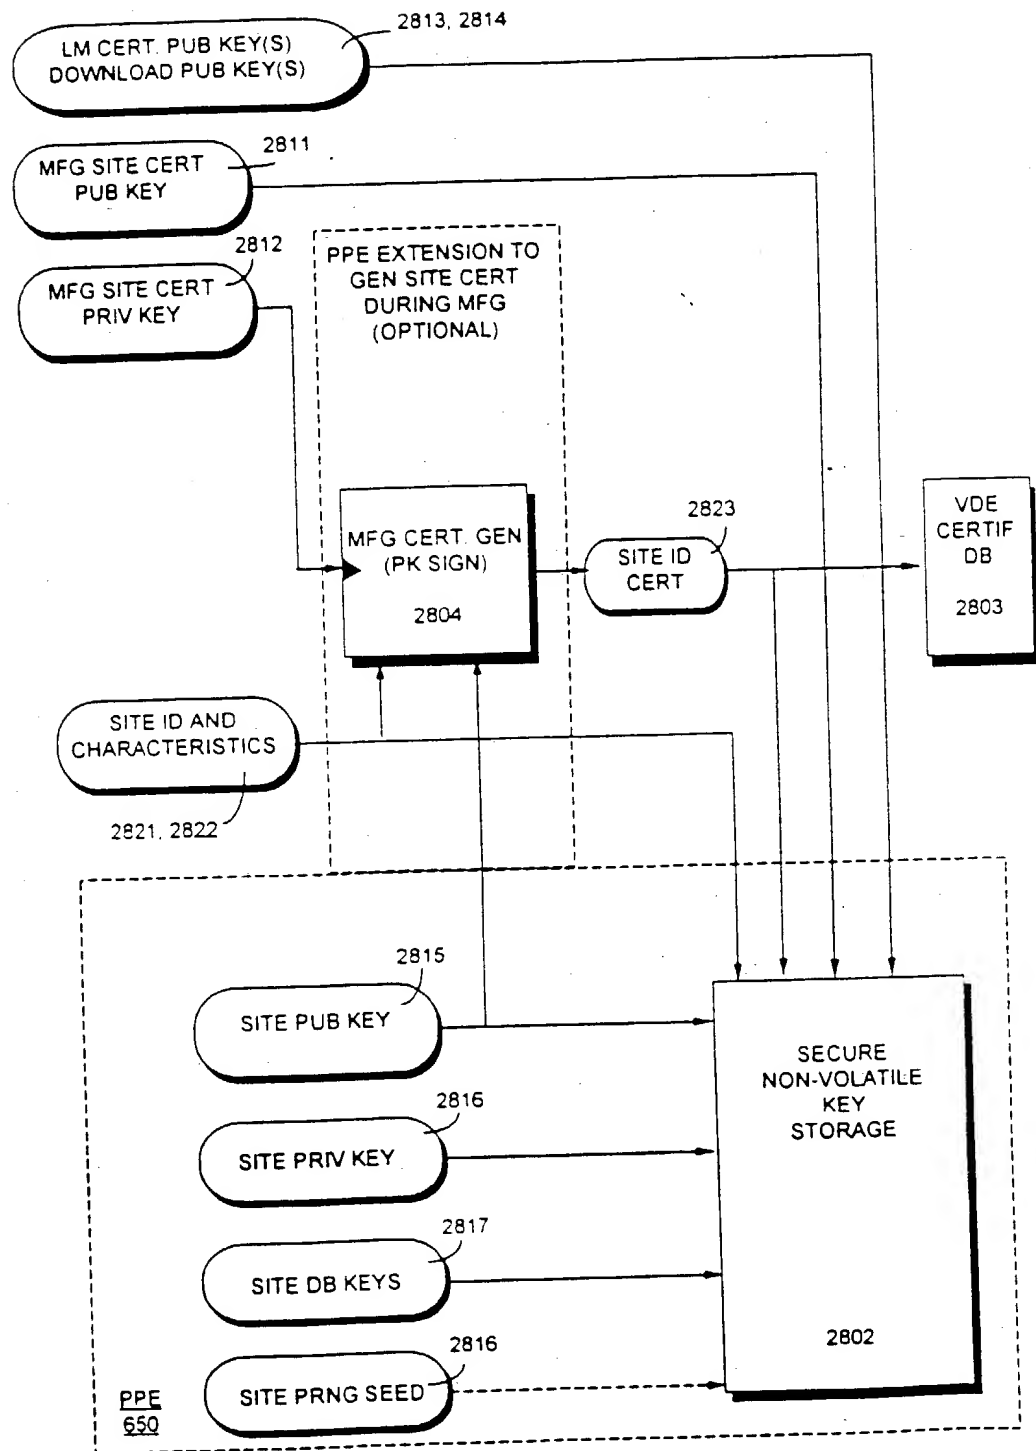 2813, 2814
LM CERT. PUB KEY(S)
DOWNLOAD PUB KEY(S)
2811
MFG SITE CERT
PUB KEY
2812
MFG SITE CERT
PRIV KEY
PPE EXTENSION TO
GEN SITE CERT
DURING MFG
(OPTIONAL)
MFG CERT. GEN
(PK SIGN)
2804
2823
SITE ID
CERT
VDE
CERTIF
DB
2803
SITE ID AND
CHARACTERISTICS
2821, 2822
2815
SITE PUB KEY
2816
SITE PRIV KEY
2817
SITE DB KEYS
2816
SITE PRNG SEED
SECURE
NON-VOLATILE
KEY
STORAGE
2802
PPE
650